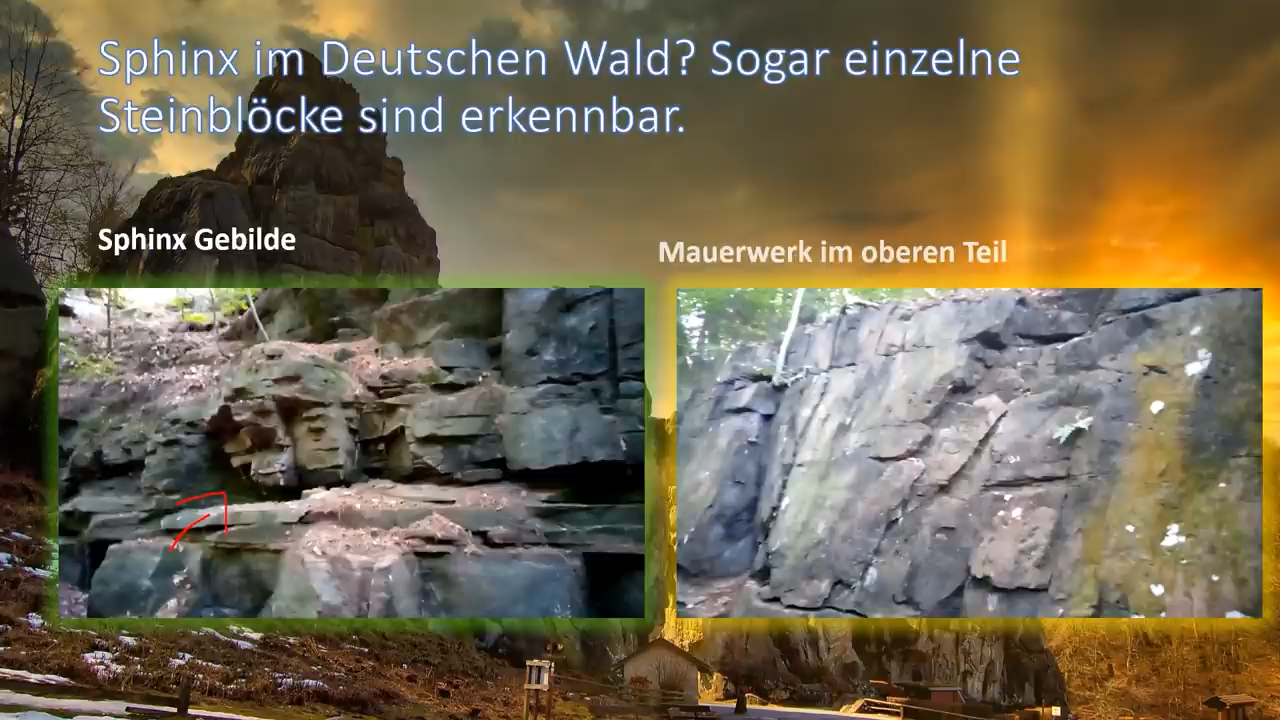 Sphinx im Deutschen Wald? Sogar einzelne
Steinblöcke sind erkennbar.
Sphinx Gebilde
Mauerwerk im oberen Teil